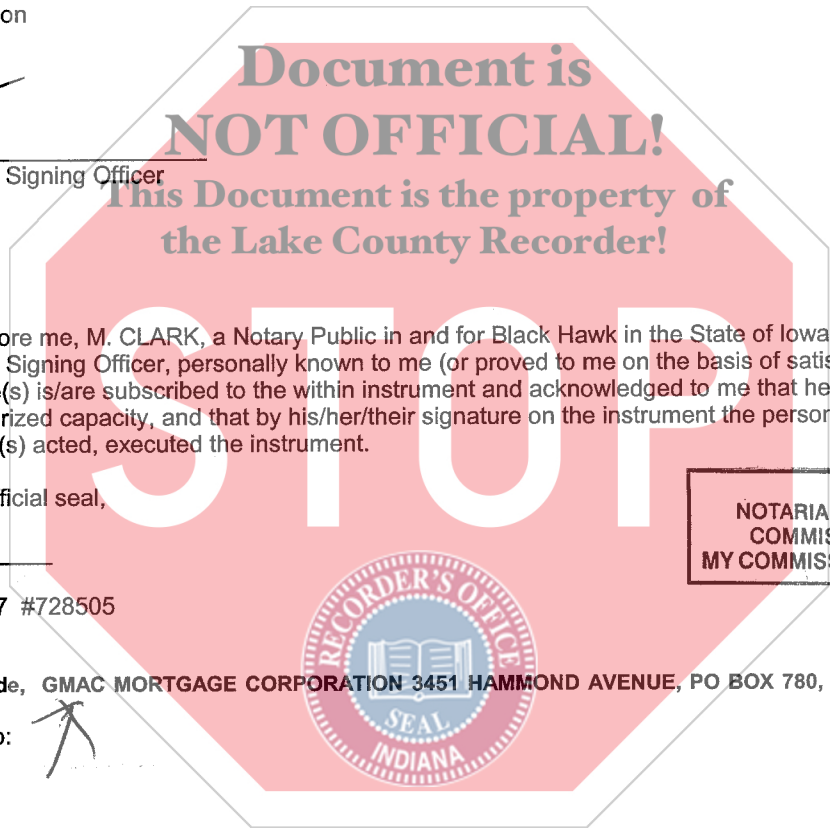 on
Document is
NOT OFFICIAL!
Signing Officer
This Document is the property of
the Lake County Recorder!
STOP
ore me, M. CLARK, a Notary Public in and for Black Hawk in the State of Iowa
Signing Officer, personally known to me (or proved to me on the basis of satis
(s) is/are subscribed to the within instrument and acknowledged to me that he
rized capacity, and that by his/her/their signature on the instrument the person
(s) acted, executed the instrument.
ficial seal,
NOTARIA
COMMIS
MY COMMISS
7 #728505
RECORDER'S OFFICE
SEAL
INDIANA
de, GMAC MORTGAGE CORPORATION 3451 HAMMOND AVENUE, PO BOX 780,
o: